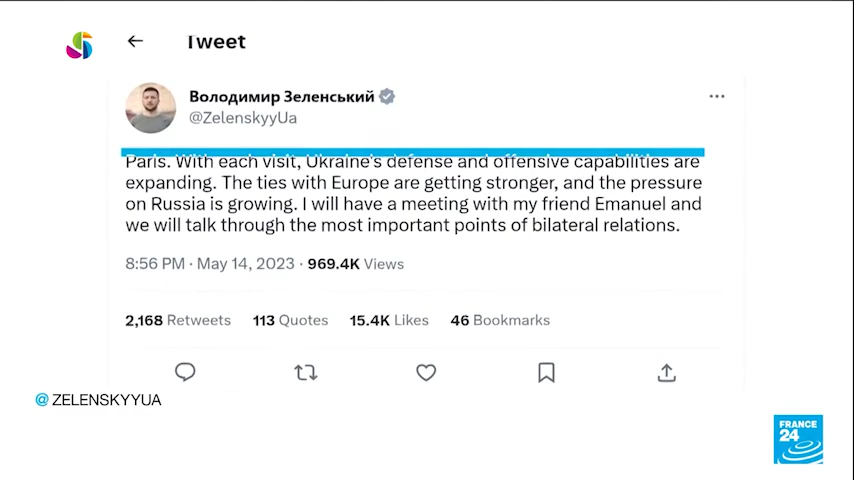 Tweet
Володимир Зеленський
@ZelenskyyUa
Paris. With each visit, Ukraine's defense and offensive capabilities are
expanding. The ties with Europe are getting stronger, and the pressure
on Russia is growing. I will have a meeting with my friend Emanuel and
we will talk through the most important points of bilateral relations.
8:56 PM · May 14, 2023 · 969.4K Views
2,168 Retweets 113 Quotes 15.4K Likes 46 Bookmarks
@ ZELENSKYYUA
FRANCE
24